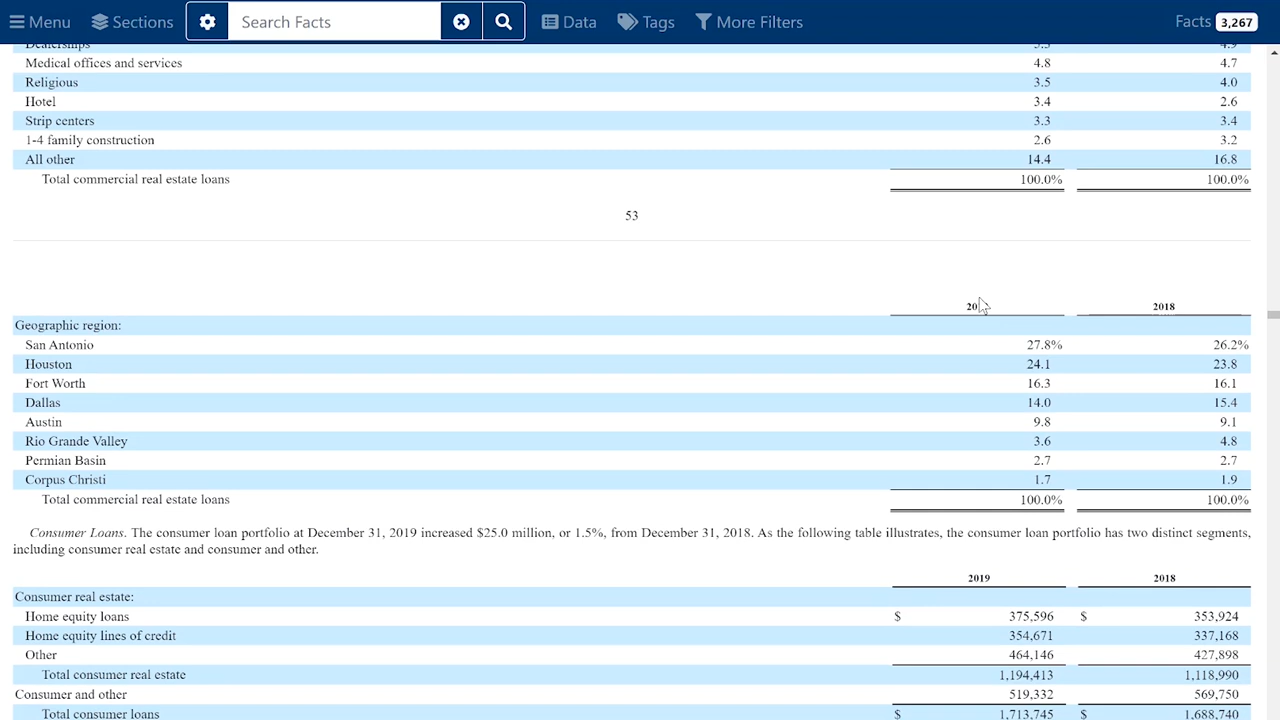 Menu Sections Search Facts Data Tags More Filters Facts 3,267
Dealerships
Medical offices and services 4.8 4.7
Religious 3.5 4.0
Hotel 3.4 2.6
Strip centers 3.3 3.4
1-4 family construction 2.6 3.2
All other 14.4 16.8
Total commercial real estate loans 100.0% 100.0%
53
2018
Geographic region:
San Antonio 27.8% 26.2%
Houston 24.1 23.8
Fort Worth 16.3 16.1
Dallas 14.0 15.4
Austin 9.8 9.1
Rio Grande Valley 3.6 4.8
Permian Basin 2.7 2.7
Corpus Christi 1.7 1.9
Total commercial real estate loans 100.0% 100.0%
Consumer Loans. The consumer loan portfolio at December 31, 2019 increased $25.0 million, or 1.5%, from December 31, 2018. As the following table illustrates, the consumer loan portfolio has two distinct segments,
including consumer real estate and consumer and other.
2019 2018
Consumer real estate:
Home equity loans $ 375,596 $ 353,924
Home equity lines of credit 354,671 337,168
Other 464,146 427,898
Total consumer real estate 1,194,413 1,118,990
Consumer and other 519,332 569,750
Total consumer loans $ 1,713,745 $ 1,688,740